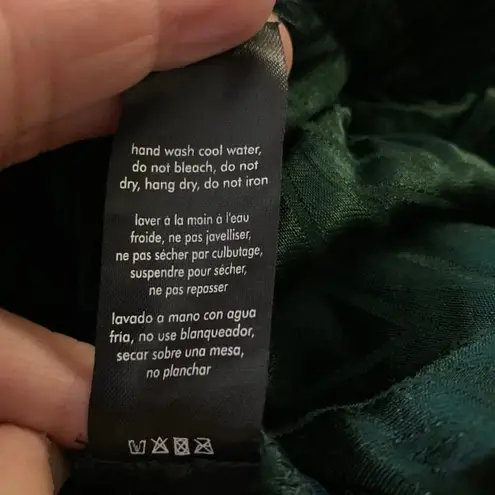 hand wash cool water,
do not bleach, do not
dry, hang dry, do not iron
laver à la main à l'eau
froide, ne pas javelliser,
ne pas sécher par culbutage,
suspendre pour sécher,
ne pas repasser
lavado a mano con agua
fria, no use blanqueador,
secar sobre una mesa,
no planchar